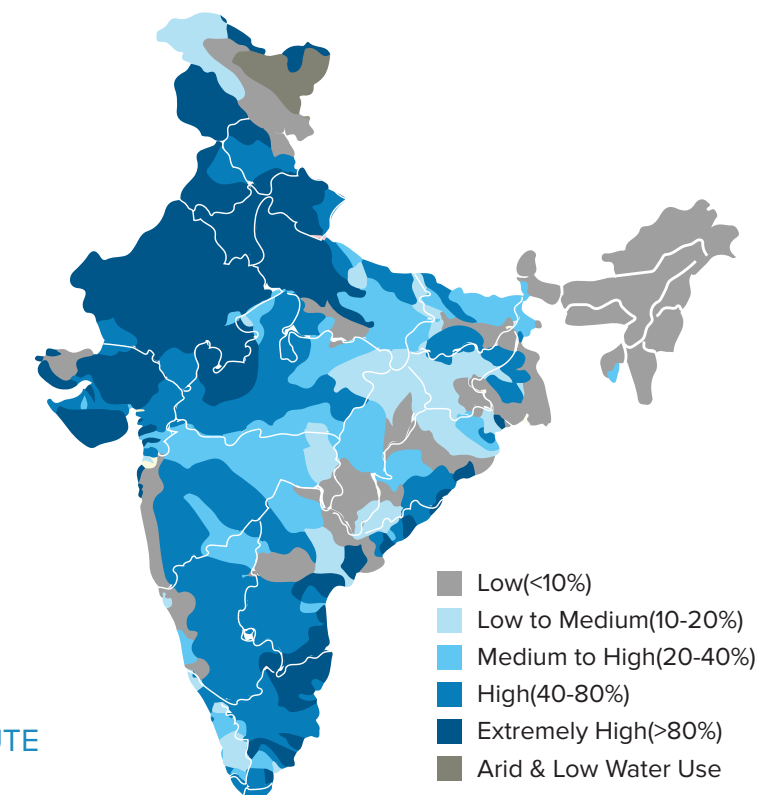 Low(<10%)
Low to Medium(10-20%)
Medium to High(20-40%)
High(40-80%)
UTE
Extremely High(>80%)
Arid & Low Water Use